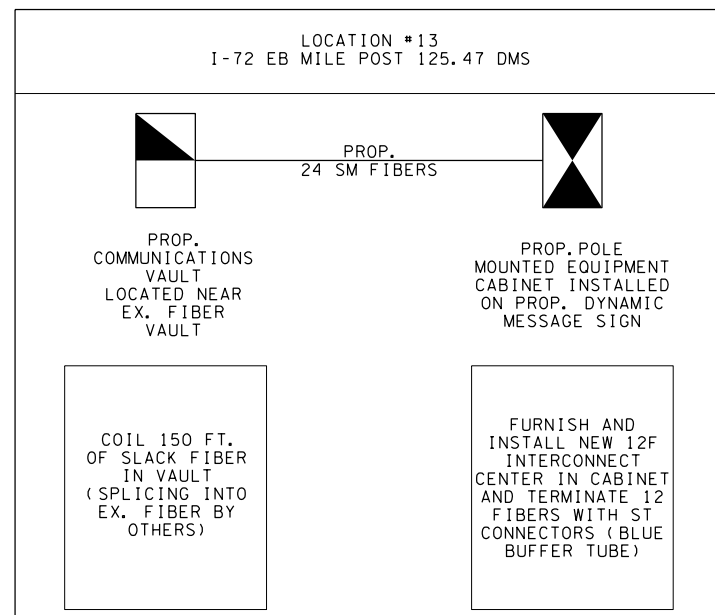 LOCATION #13
I-72 EB MILE POST 125.47 DMS
PROP.
24 SM FIBERS
PROP.
COMMUNICATIONS
VAULT
LOCATED NEAR
EX. FIBER
VAULT
PROP. POLE
MOUNTED EQUIPMENT
CABINET INSTALLED
ON PROP. DYNAMIC
MESSAGE SIGN
COIL 150 FT.
OF SLACK FIBER
IN VAULT
(SPLICING INTO
EX. FIBER BY
OTHERS)
FURNISH AND
INSTALL NEW 12F
INTERCONNECT
CENTER IN CABINET
AND TERMINATE 12
FIBERS WITH ST
CONNECTORS (BLUE
BUFFER TUBE)